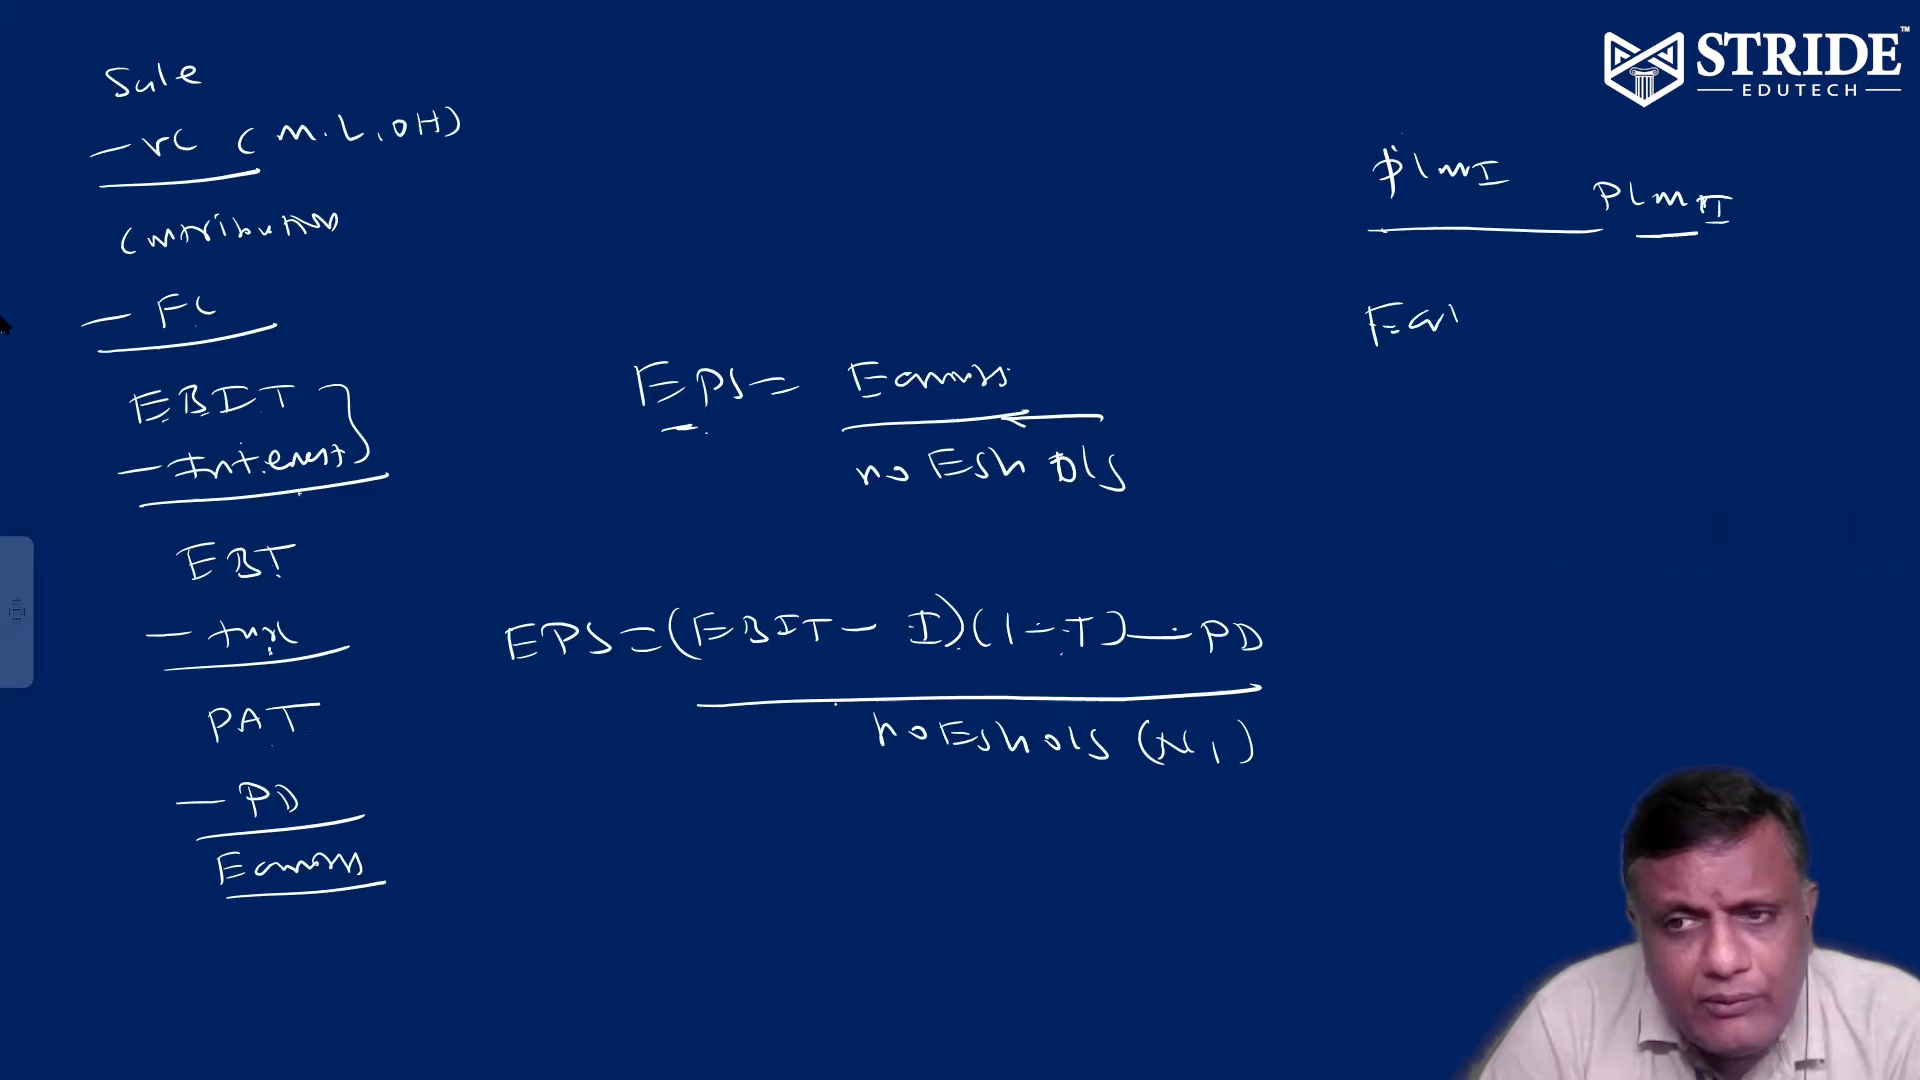 Sale
- VC (M. L, OH)
Contribution
- FC
EBIT
- Interest
EBT
- tax
PAT
- PD
Earnings
EPS = Earnings
no Esh ols
EPS = (EBIT - I)(1 - T) - PD
no Esh ols (N1)
STRIDE™
EDUTECH
Plan I
Plan II